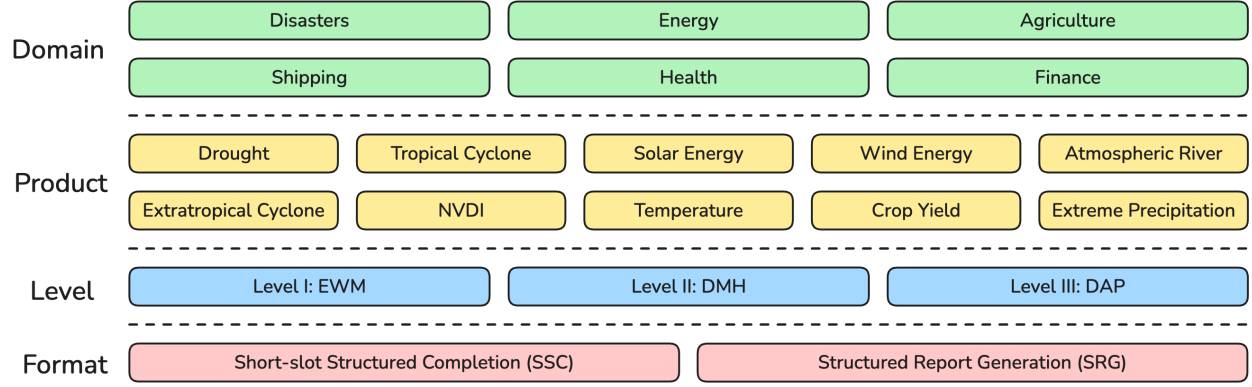 Domain
Disasters
Energy
Agriculture
Shipping
Health
Finance
Product
Drought
Tropical Cyclone
Solar Energy
Wind Energy
Atmospheric River
Extratropical Cyclone
NVDI
Temperature
Crop Yield
Extreme Precipitation
Level
Level I: EWM
Level II: DMH
Level III: DAP
Format
Short-slot Structured Completion (SSC)
Structured Report Generation (SRG)